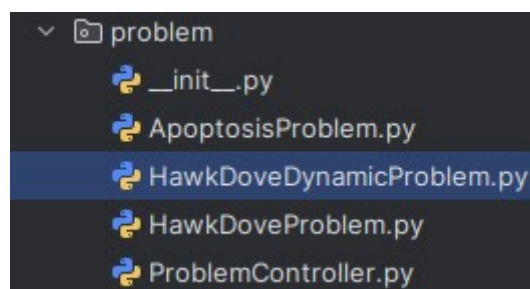 problem
__init__.py
ApoptosisProblem.py
HawkDoveDynamicProblem.py
HawkDoveProblem.py
ProblemController.py